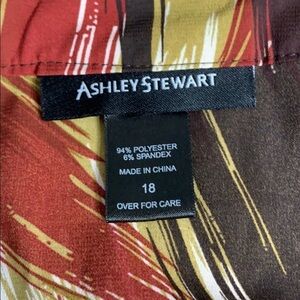 ASHLEY STEWART
94% POLYESTER
6% SPANDEX
MADE IN CHINA
18
OVER FOR CARE